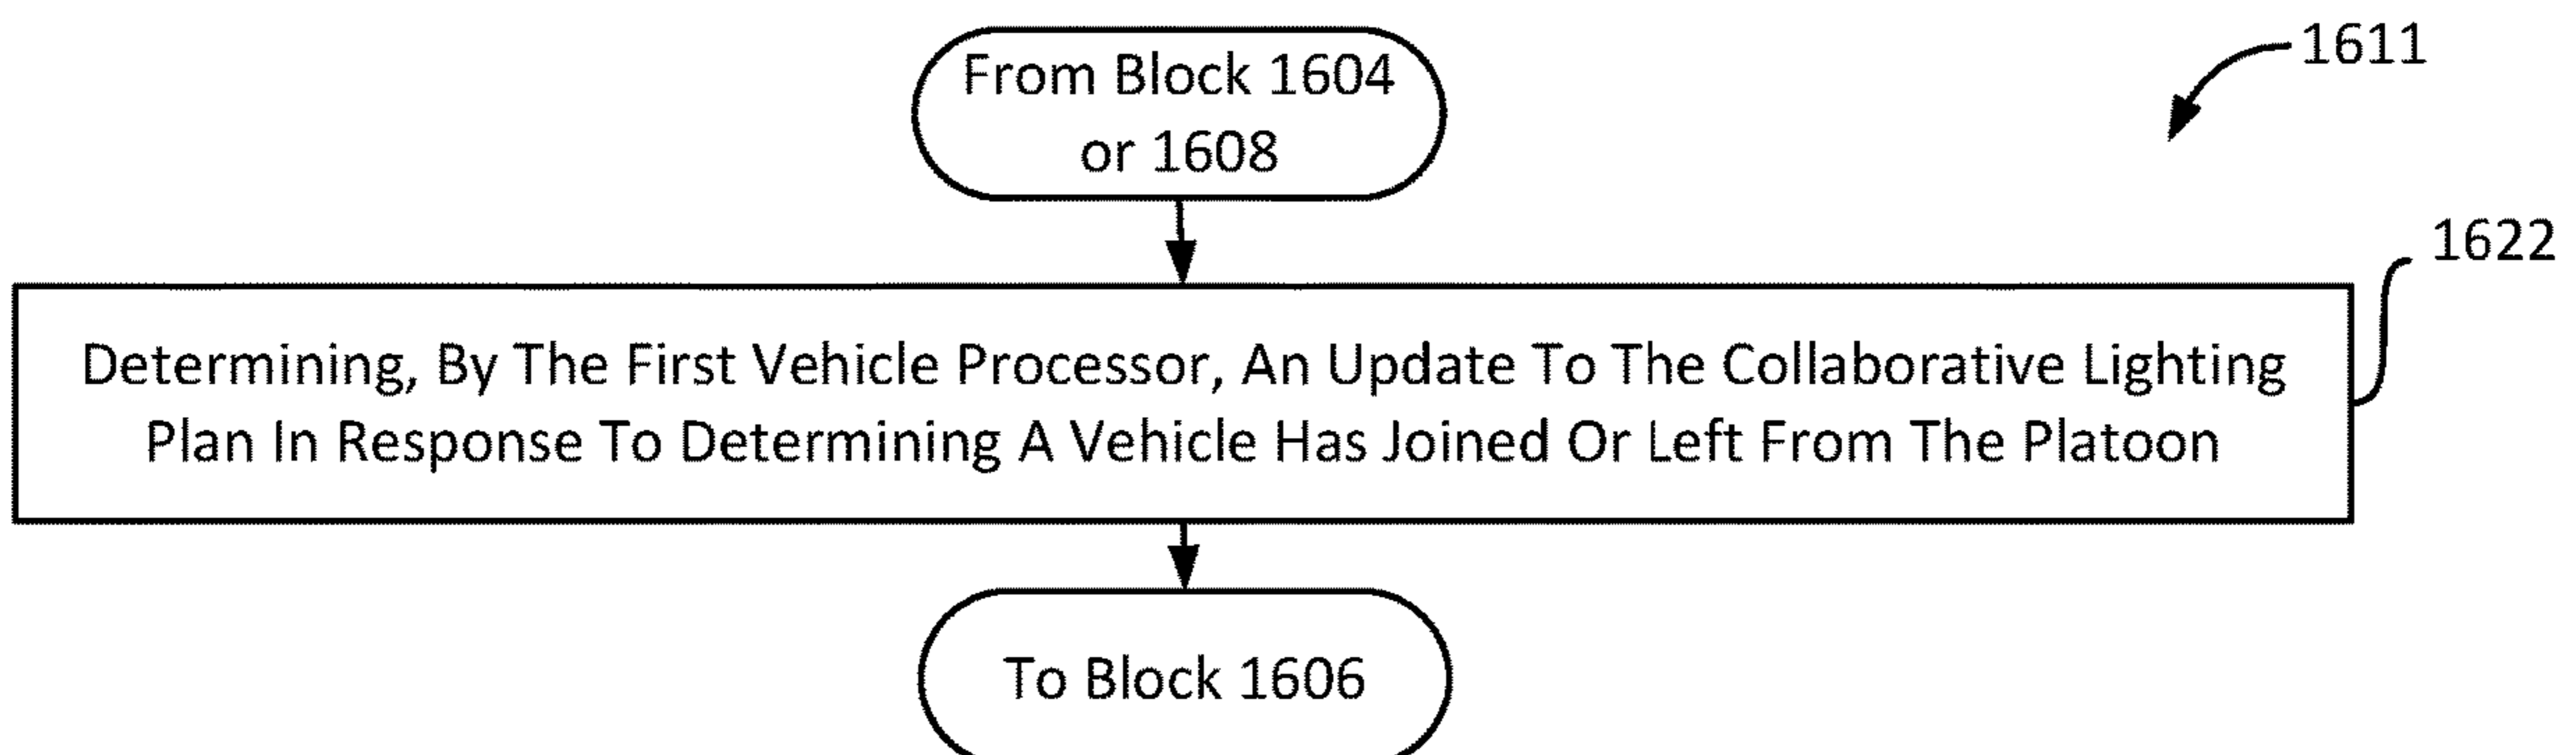 From Block 1604
or 1608
1611
1622
Determining, By The First Vehicle Processor, An Update To The Collaborative Lighting
Plan In Response To Determining A Vehicle Has Joined Or Left From The Platoon
To Block 1606